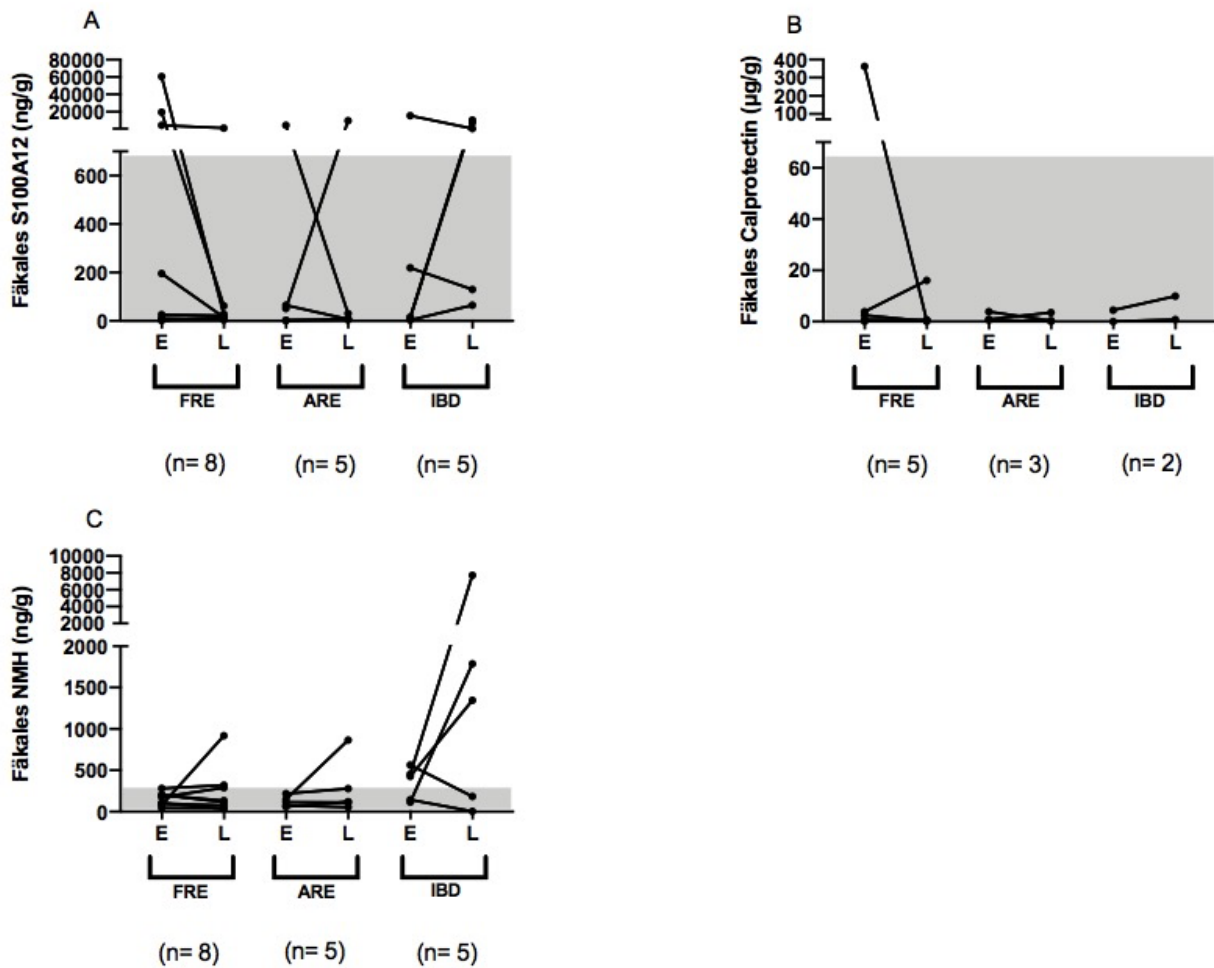 A
Fäkales S100A12 (ng/g)
80000
60000
40000
20000
600
400
200
0
E L E L E L
FRE ARE IBD
(n= 8) (n= 5) (n= 5)
B
Fäkales Calprotectin (µg/g)
400
300
200
100
60
40
20
0
E L E L E L
FRE ARE IBD
(n= 5) (n= 3) (n= 2)
C
Fäkales NMH (ng/g)
10000
8000
6000
4000
2000
2000
1500
1000
500
0
E L E L E L
FRE ARE IBD
(n= 8) (n= 5) (n= 5)